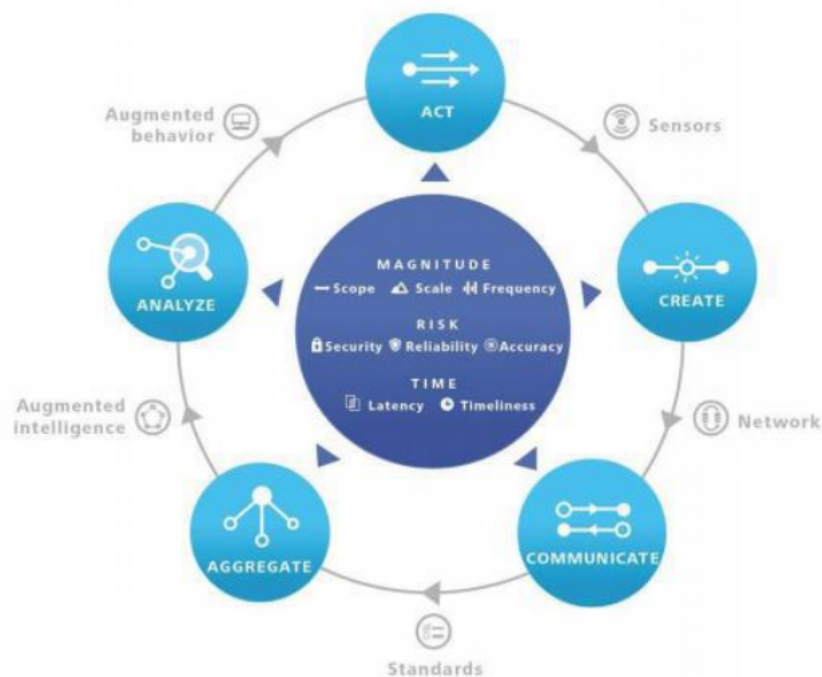 ACT
Augmented
behavior
Sensors
ANALYZE
MAGNITUDE
Scope Scale Frequency
RISK
Security Reliability Accuracy
TIME
Latency Timeliness
CREATE
Augmented
intelligence
Network
AGGREGATE
COMMUNICATE
Standards